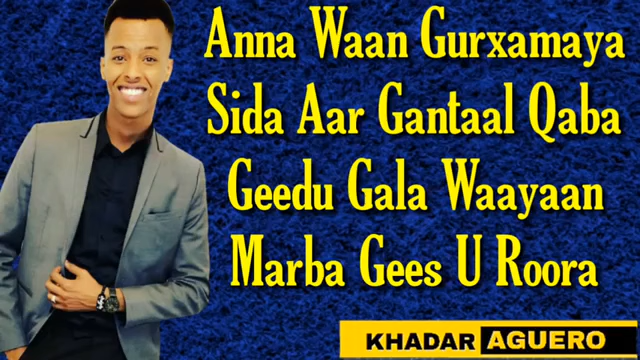 Anna Waan Gurxamaya
Sida Aar Gantaal Qaba
Geedu Gala Waayaan
Marba Gees U Roora
KHADAR AGUERO